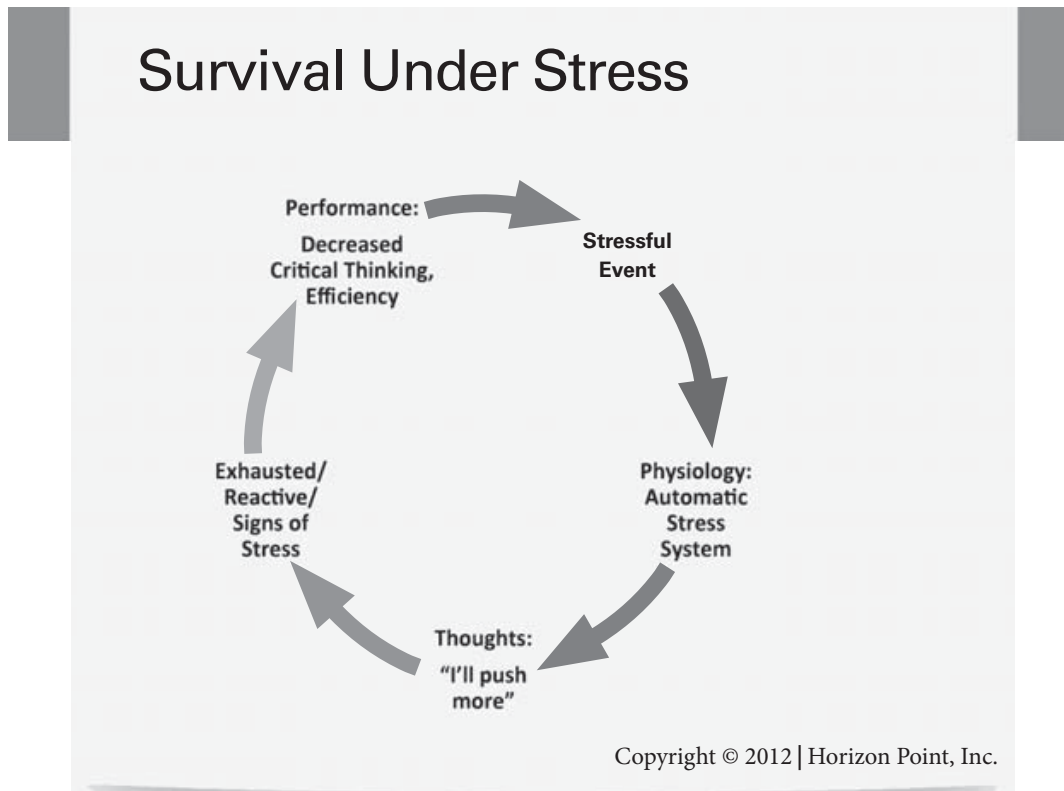 Survival Under Stress
Performance:
Decreased
Critical Thinking,
Efficiency
Stressful
Event
Physiology:
Automatic
Stress
System
Thoughts:
“I’ll push
more”
Exhausted/
Reactive/
Signs of
Stress
Copyright © 2012 | Horizon Point, Inc.